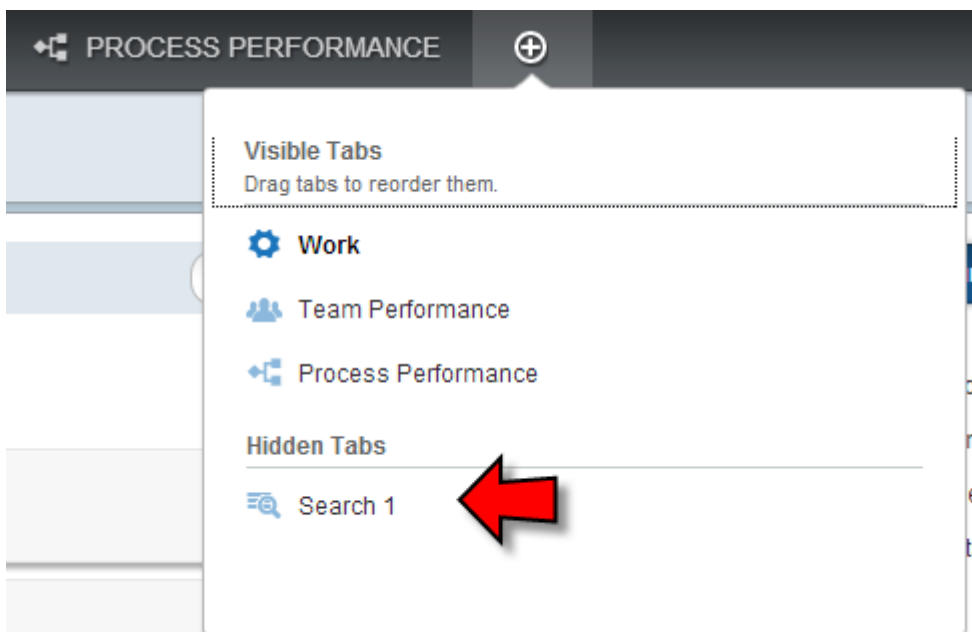 PROCESS PERFORMANCE
Visible Tabs
Drag tabs to reorder them.
Work
Team Performance
Process Performance
Hidden Tabs
Search 1